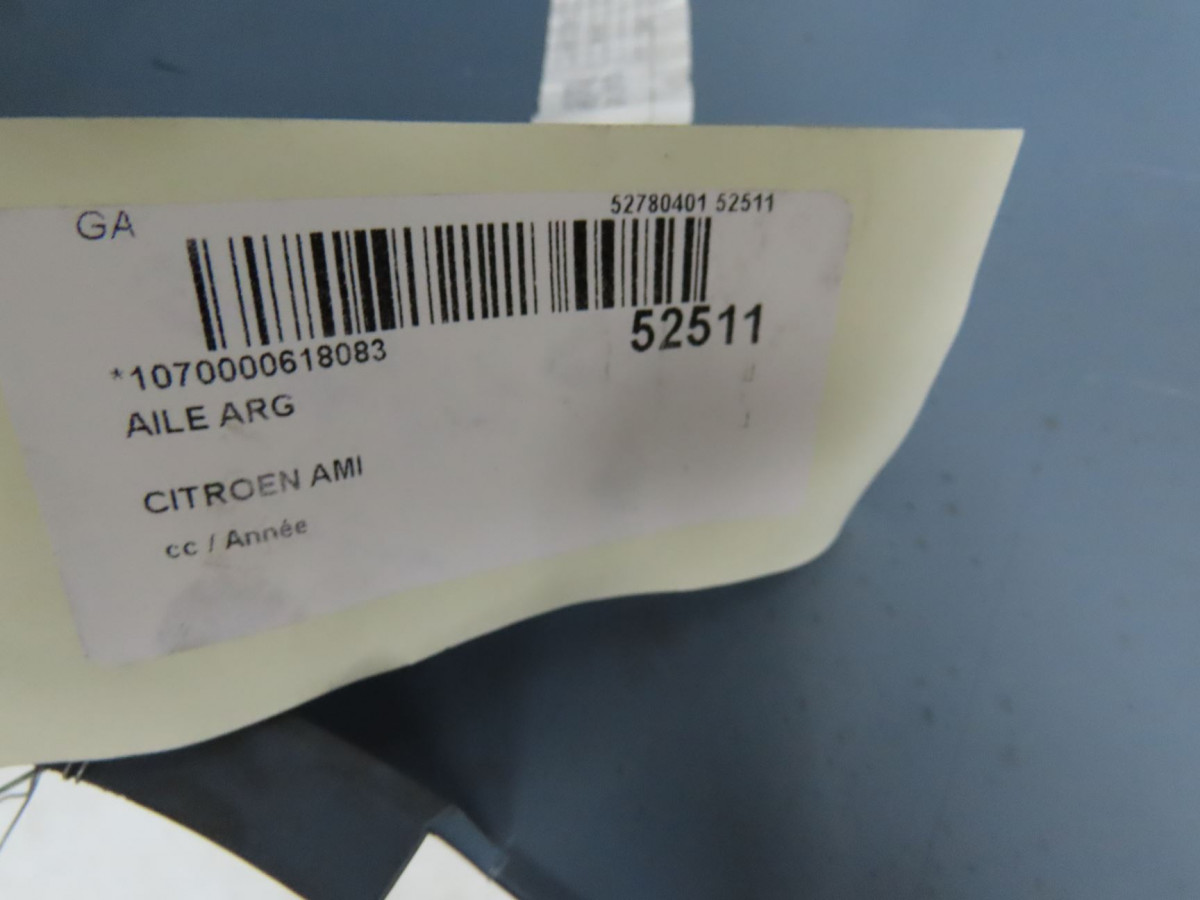 GA
52780401 52511
52511
*1070000618083
AILE ARG
CITROEN AMI
cc / Année